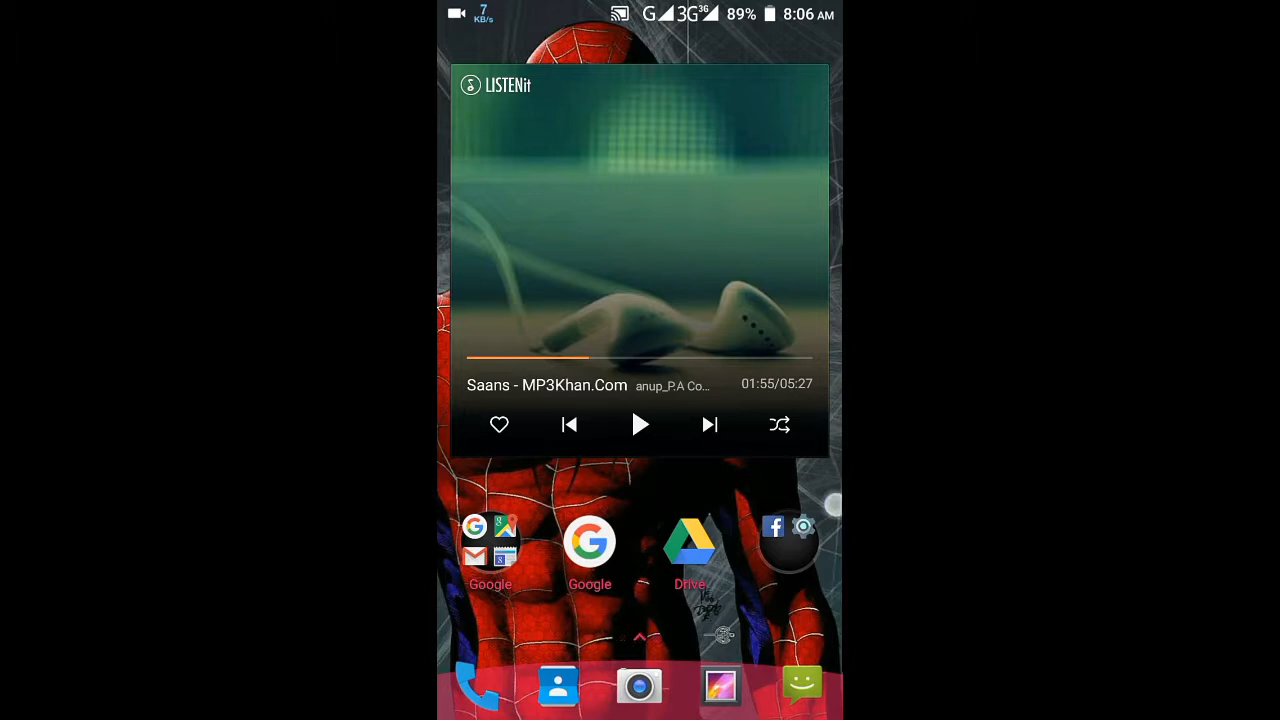 7
KB/s
G 3G 3G 89% 8:06 AM
LISTENit
Saans - MP3Khan.Com anup_P.A Co... 01:55/05:27
Google Google Drive